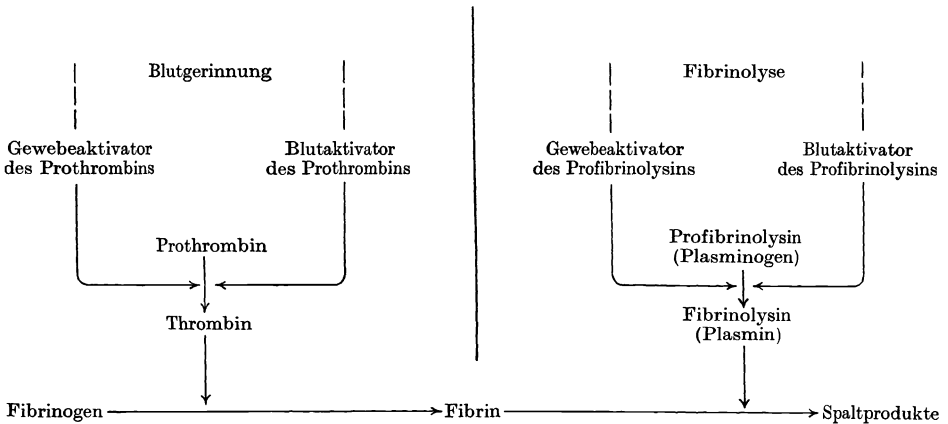 Blutgerinnung
Gewebeaktivator
des Prothrombins
Blutaktivator
des Prothrombins
Prothrombin
Thrombin
Fibrinolyse
Gewebeaktivator
des Profibrinolysins
Blutaktivator
des Profibrinolysins
Profibrinolysin
(Plasminogen)
Fibrinolysin
(Plasmin)
Fibrinogen
Fibrin
Spaltprodukte